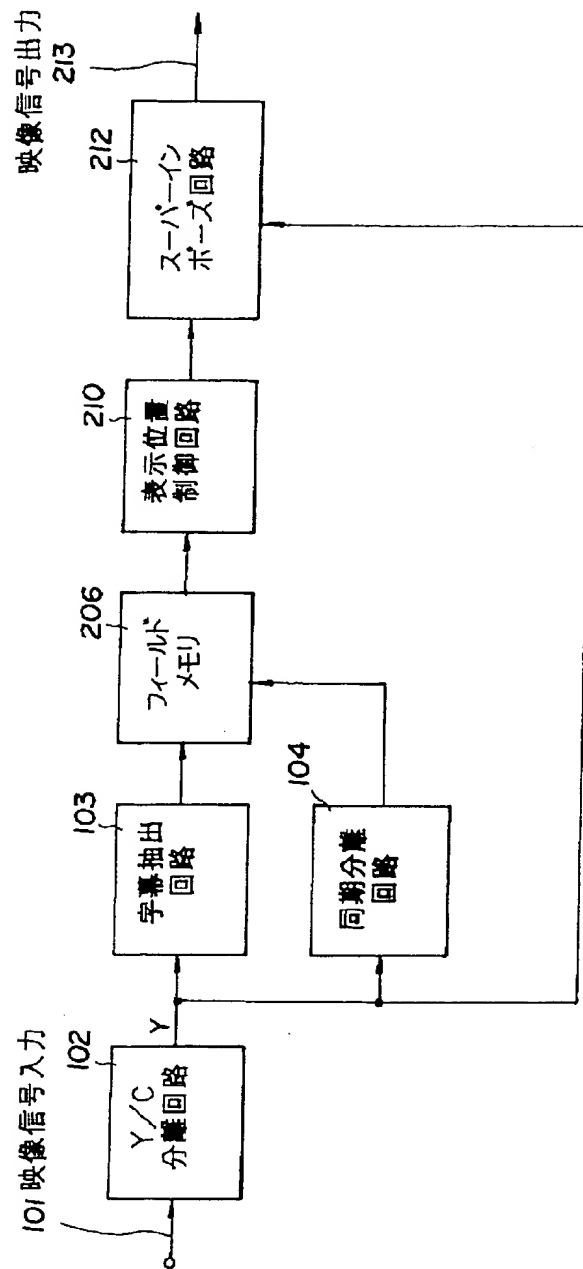 101 映像信号入力
102
Y/C
分離回路
Y
103
字幕抽出
回路
104
同期分離
回路
206
フィールド
メモリ
210
表示位置
制御回路
212
スーパーイン
ポーズ回路
映像信号出力
213